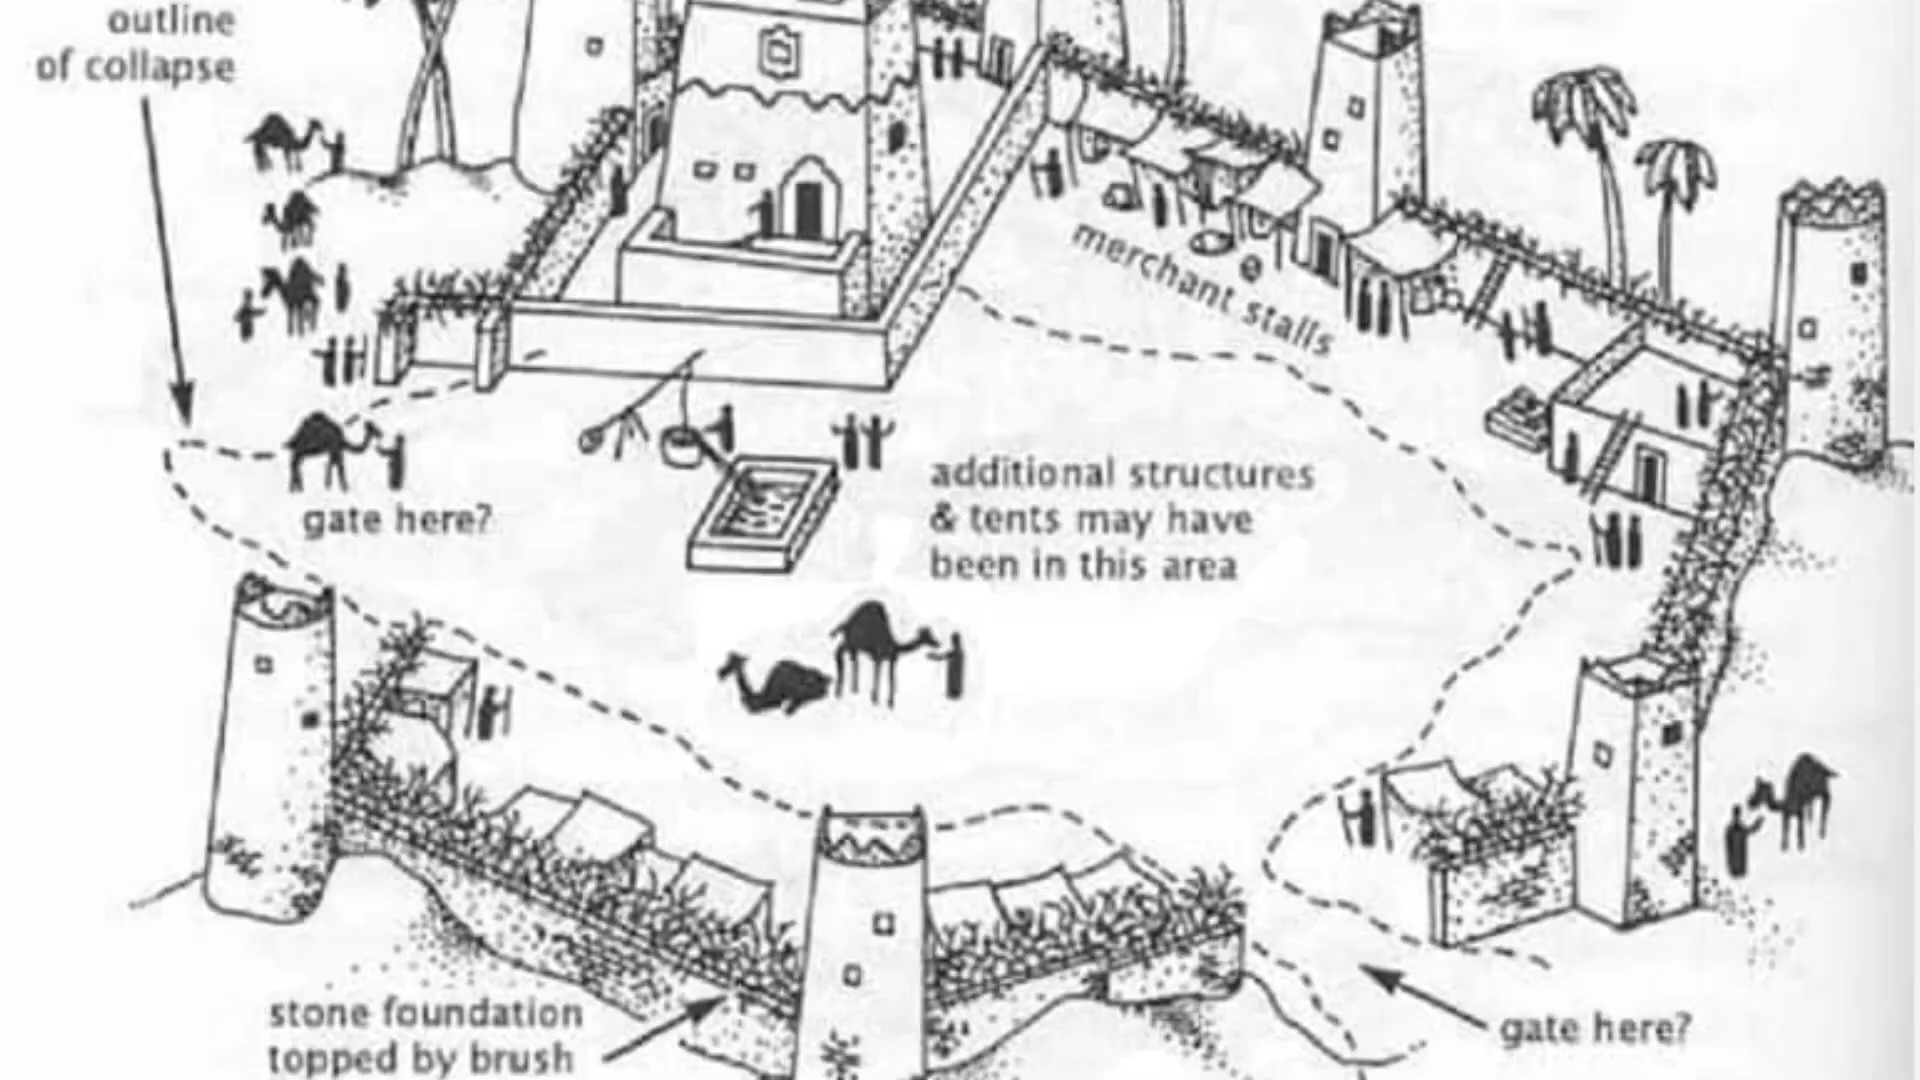 outline
of collapse
merchant stalls
additional structures
& tents may have
been in this area
gate here?
stone foundation
topped by brush
gate here?